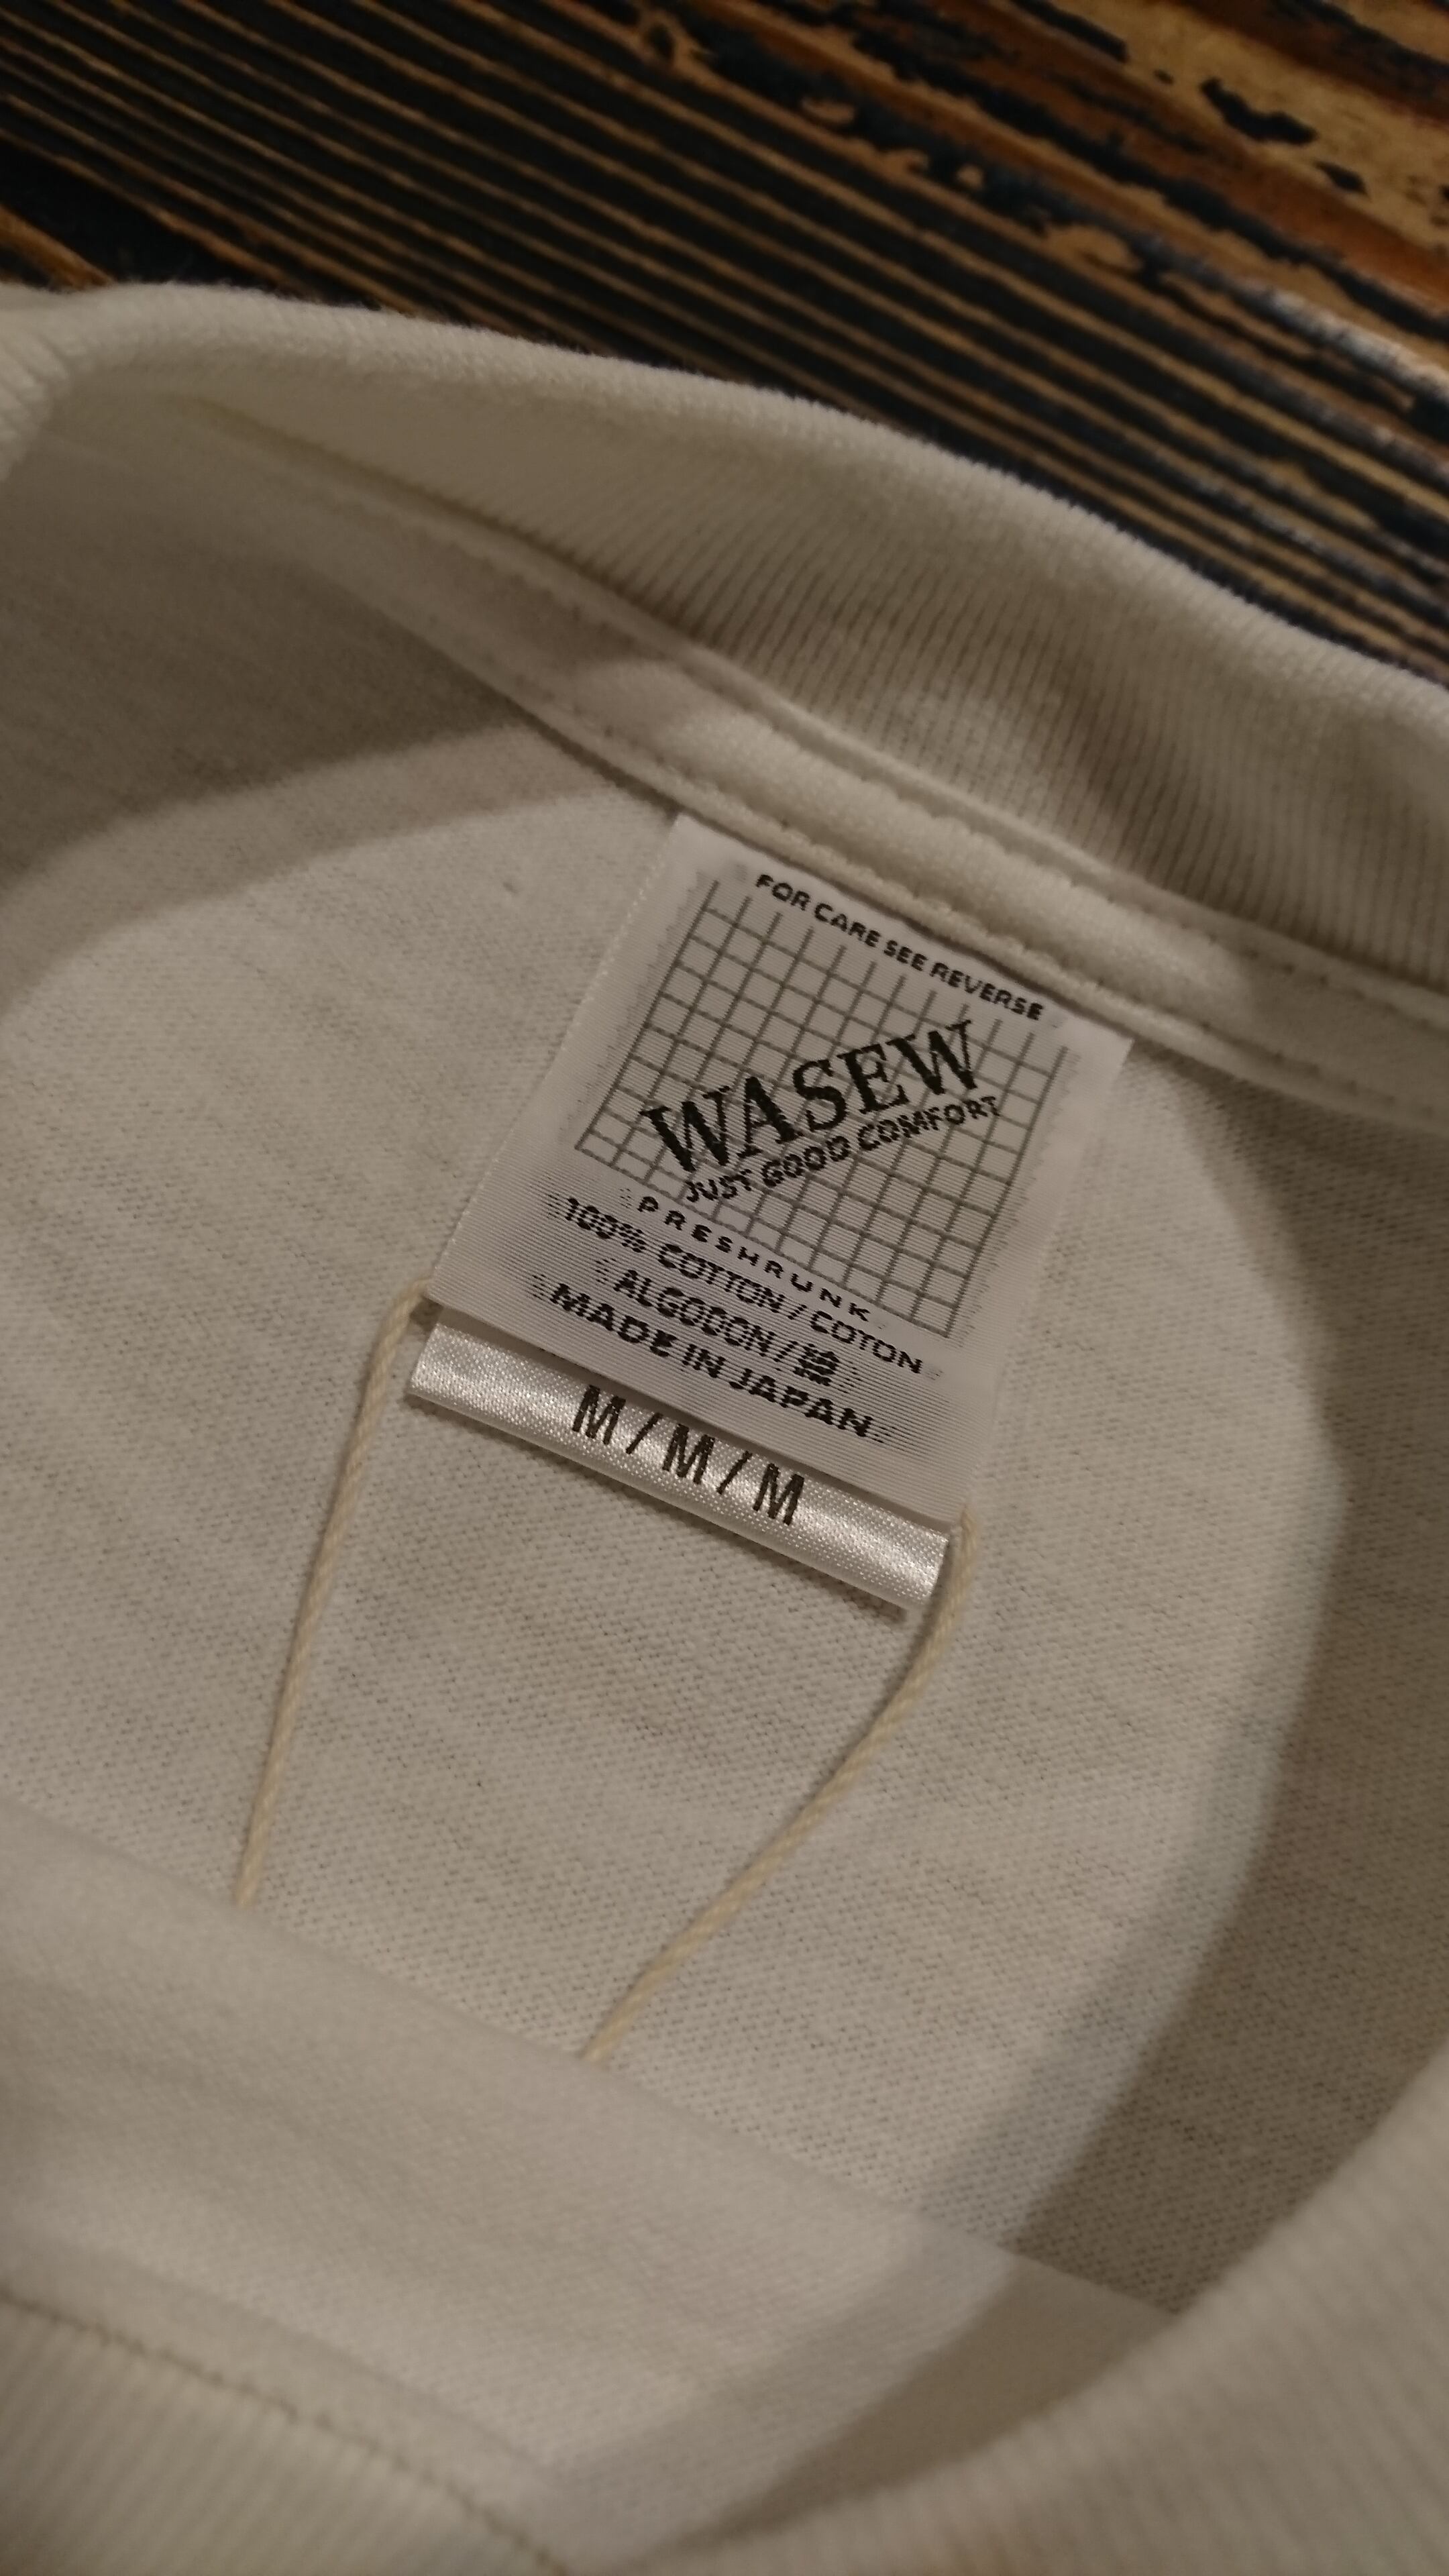 FOR CARE SEE REVERSE
WASEW
JUST GOOD COMFORT
PRESHRUNK
100% COTTON / COTON
ALGODON / 綿
MADE IN JAPAN
M / M / M